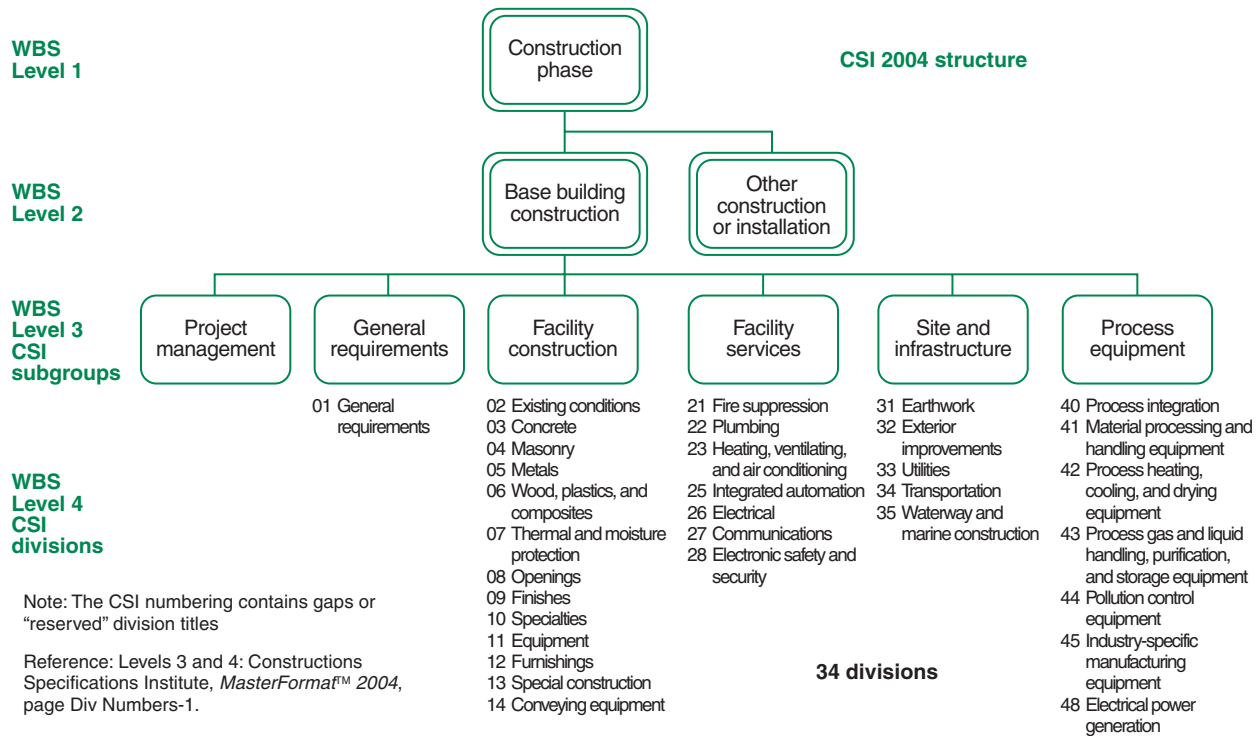 WBS
Level 1
Construction
phase
CSI 2004 structure
WBS
Level 2
Base building
construction
Other
construction
or installation
WBS
Level 3
CSI
subgroups
Project
management
General
requirements
Facility
construction
Facility
services
Site and
infrastructure
Process
equipment
WBS
Level 4
CSI
divisions
01 General
requirements
02 Existing conditions
03 Concrete
04 Masonry
05 Metals
06 Wood, plastics, and
composites
07 Thermal and moisture
protection
08 Openings
09 Finishes
10 Specialties
11 Equipment
12 Furnishings
13 Special construction
14 Conveying equipment
21 Fire suppression
22 Plumbing
23 Heating, ventilating,
and air conditioning
25 Integrated automation
26 Electrical
27 Communications
28 Electronic safety and
security
31 Earthwork
32 Exterior
improvements
33 Utilities
34 Transportation
35 Waterway and
marine construction
40 Process integration
41 Material processing and
handling equipment
42 Process heating,
cooling, and drying
equipment
43 Process gas and liquid
handling, purification,
and storage equipment
44 Pollution control
equipment
45 Industry-specific
manufacturing
equipment
48 Electrical power
generation
34 divisions
Note: The CSI numbering contains gaps or
“reserved” division titles
Reference: Levels 3 and 4: Constructions
Specifications Institute, MasterFormat™ 2004,
page Div Numbers-1.